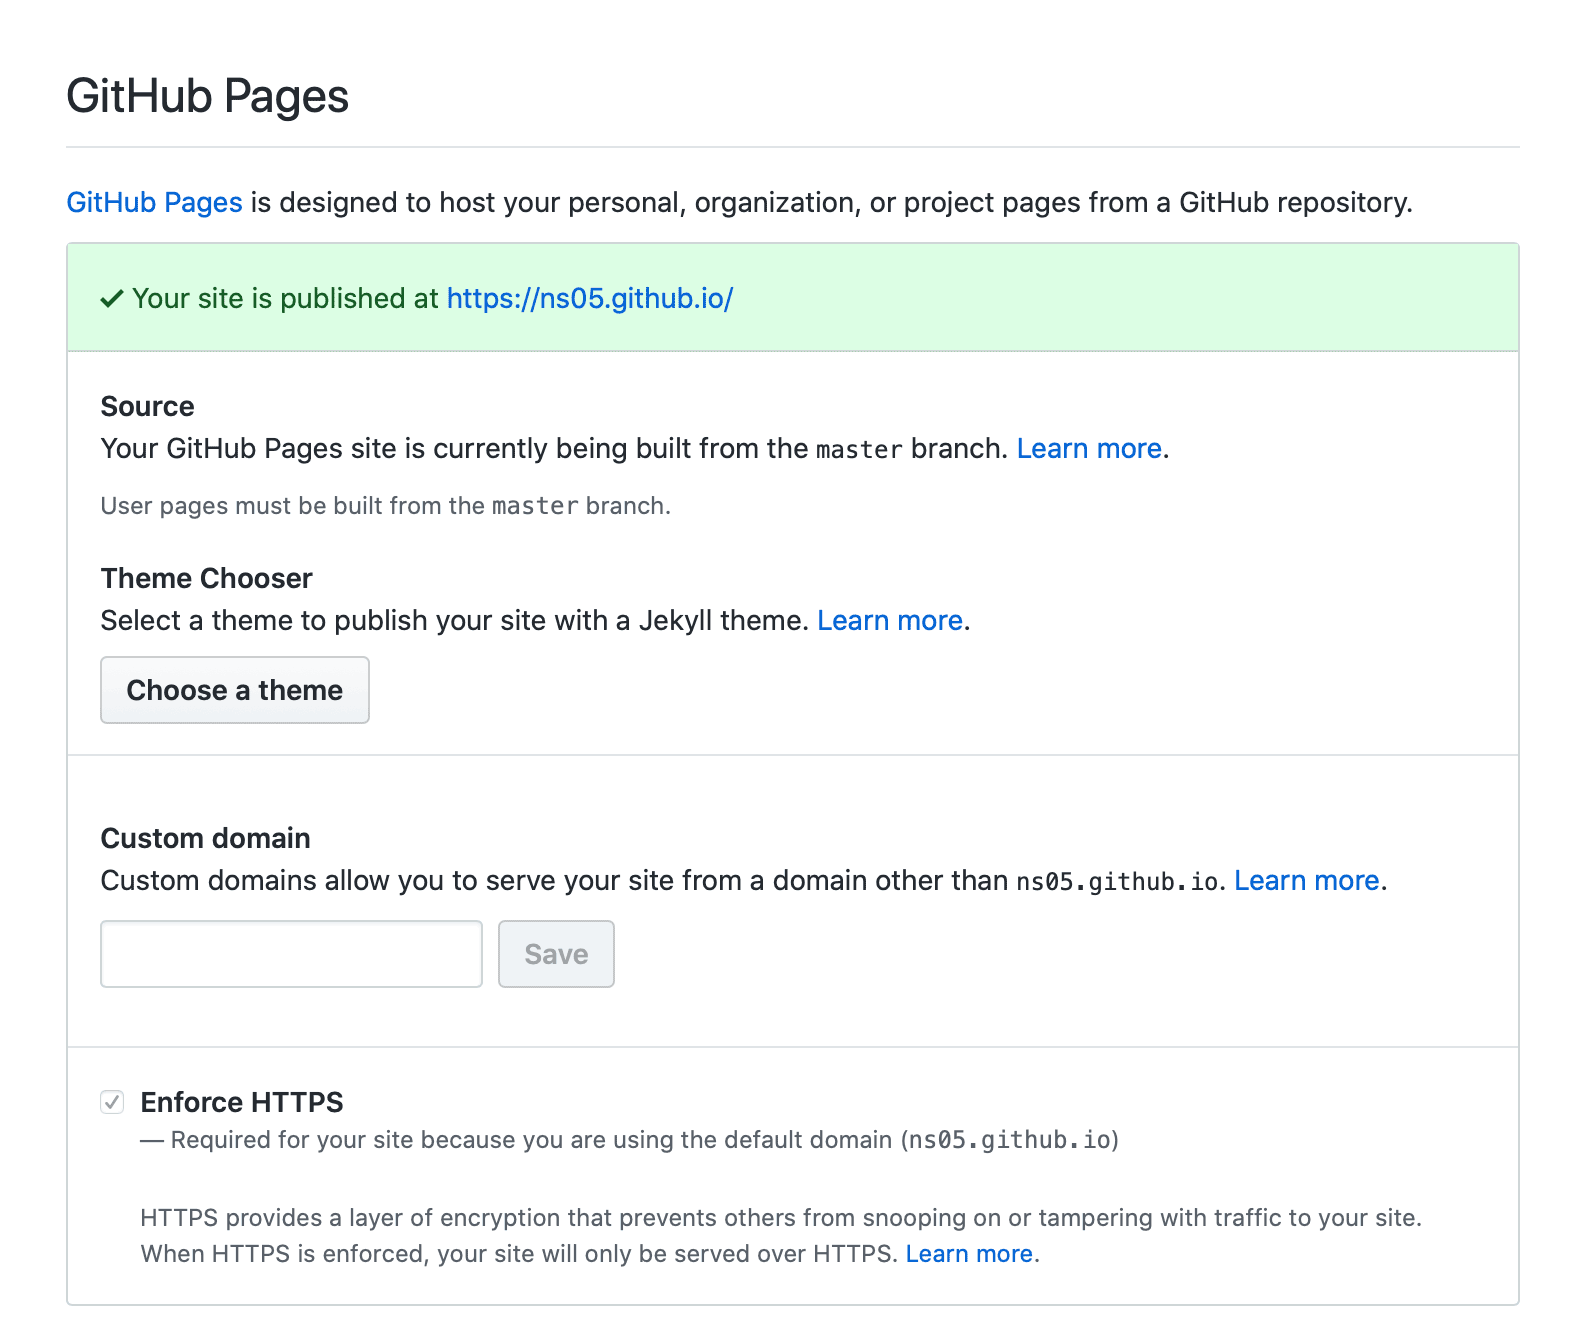 GitHub Pages
GitHub Pages is designed to host your personal, organization, or project pages from a GitHub repository.
Your site is published at https://ns05.github.io/
Source
Your GitHub Pages site is currently being built from the master branch. Learn more.
User pages must be built from the master branch.
Theme Chooser
Select a theme to publish your site with a Jekyll theme. Learn more.
Choose a theme
Custom domain
Custom domains allow you to serve your site from a domain other than ns05.github.io. Learn more.
Save
Enforce HTTPS
— Required for your site because you are using the default domain (ns05.github.io)
HTTPS provides a layer of encryption that prevents others from snooping on or tampering with traffic to your site.
When HTTPS is enforced, your site will only be served over HTTPS. Learn more.